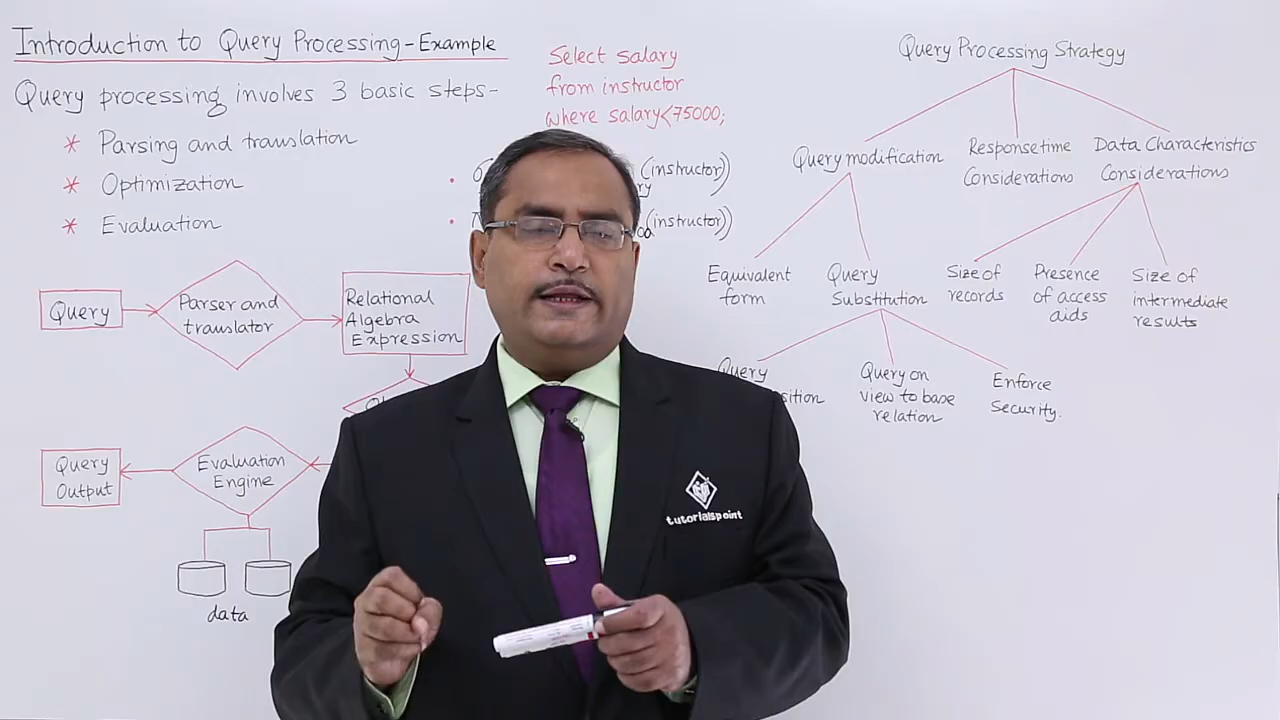 Introduction to Query Processing-Example
Query processing involves 3 basic steps-
* Parsing and translation
* Optimization
* Evaluation
Select salary
from instructor
where salary<75000;
(instructor))
(instructor))
Query
Parser and
translator
Relational
Algebra
Expression
Query
Output
Evaluation
Engine
data
Query Processing Strategy
Query modification
Response time
Considerations
Data Characteristics
Considerations
Equivalent
form
Query
Substitution
Size of
records
Presence
of access
aids
Size of
intermediate
results
Query
Query on
view to base
relation
Enforce
Security.
tutorialspoint